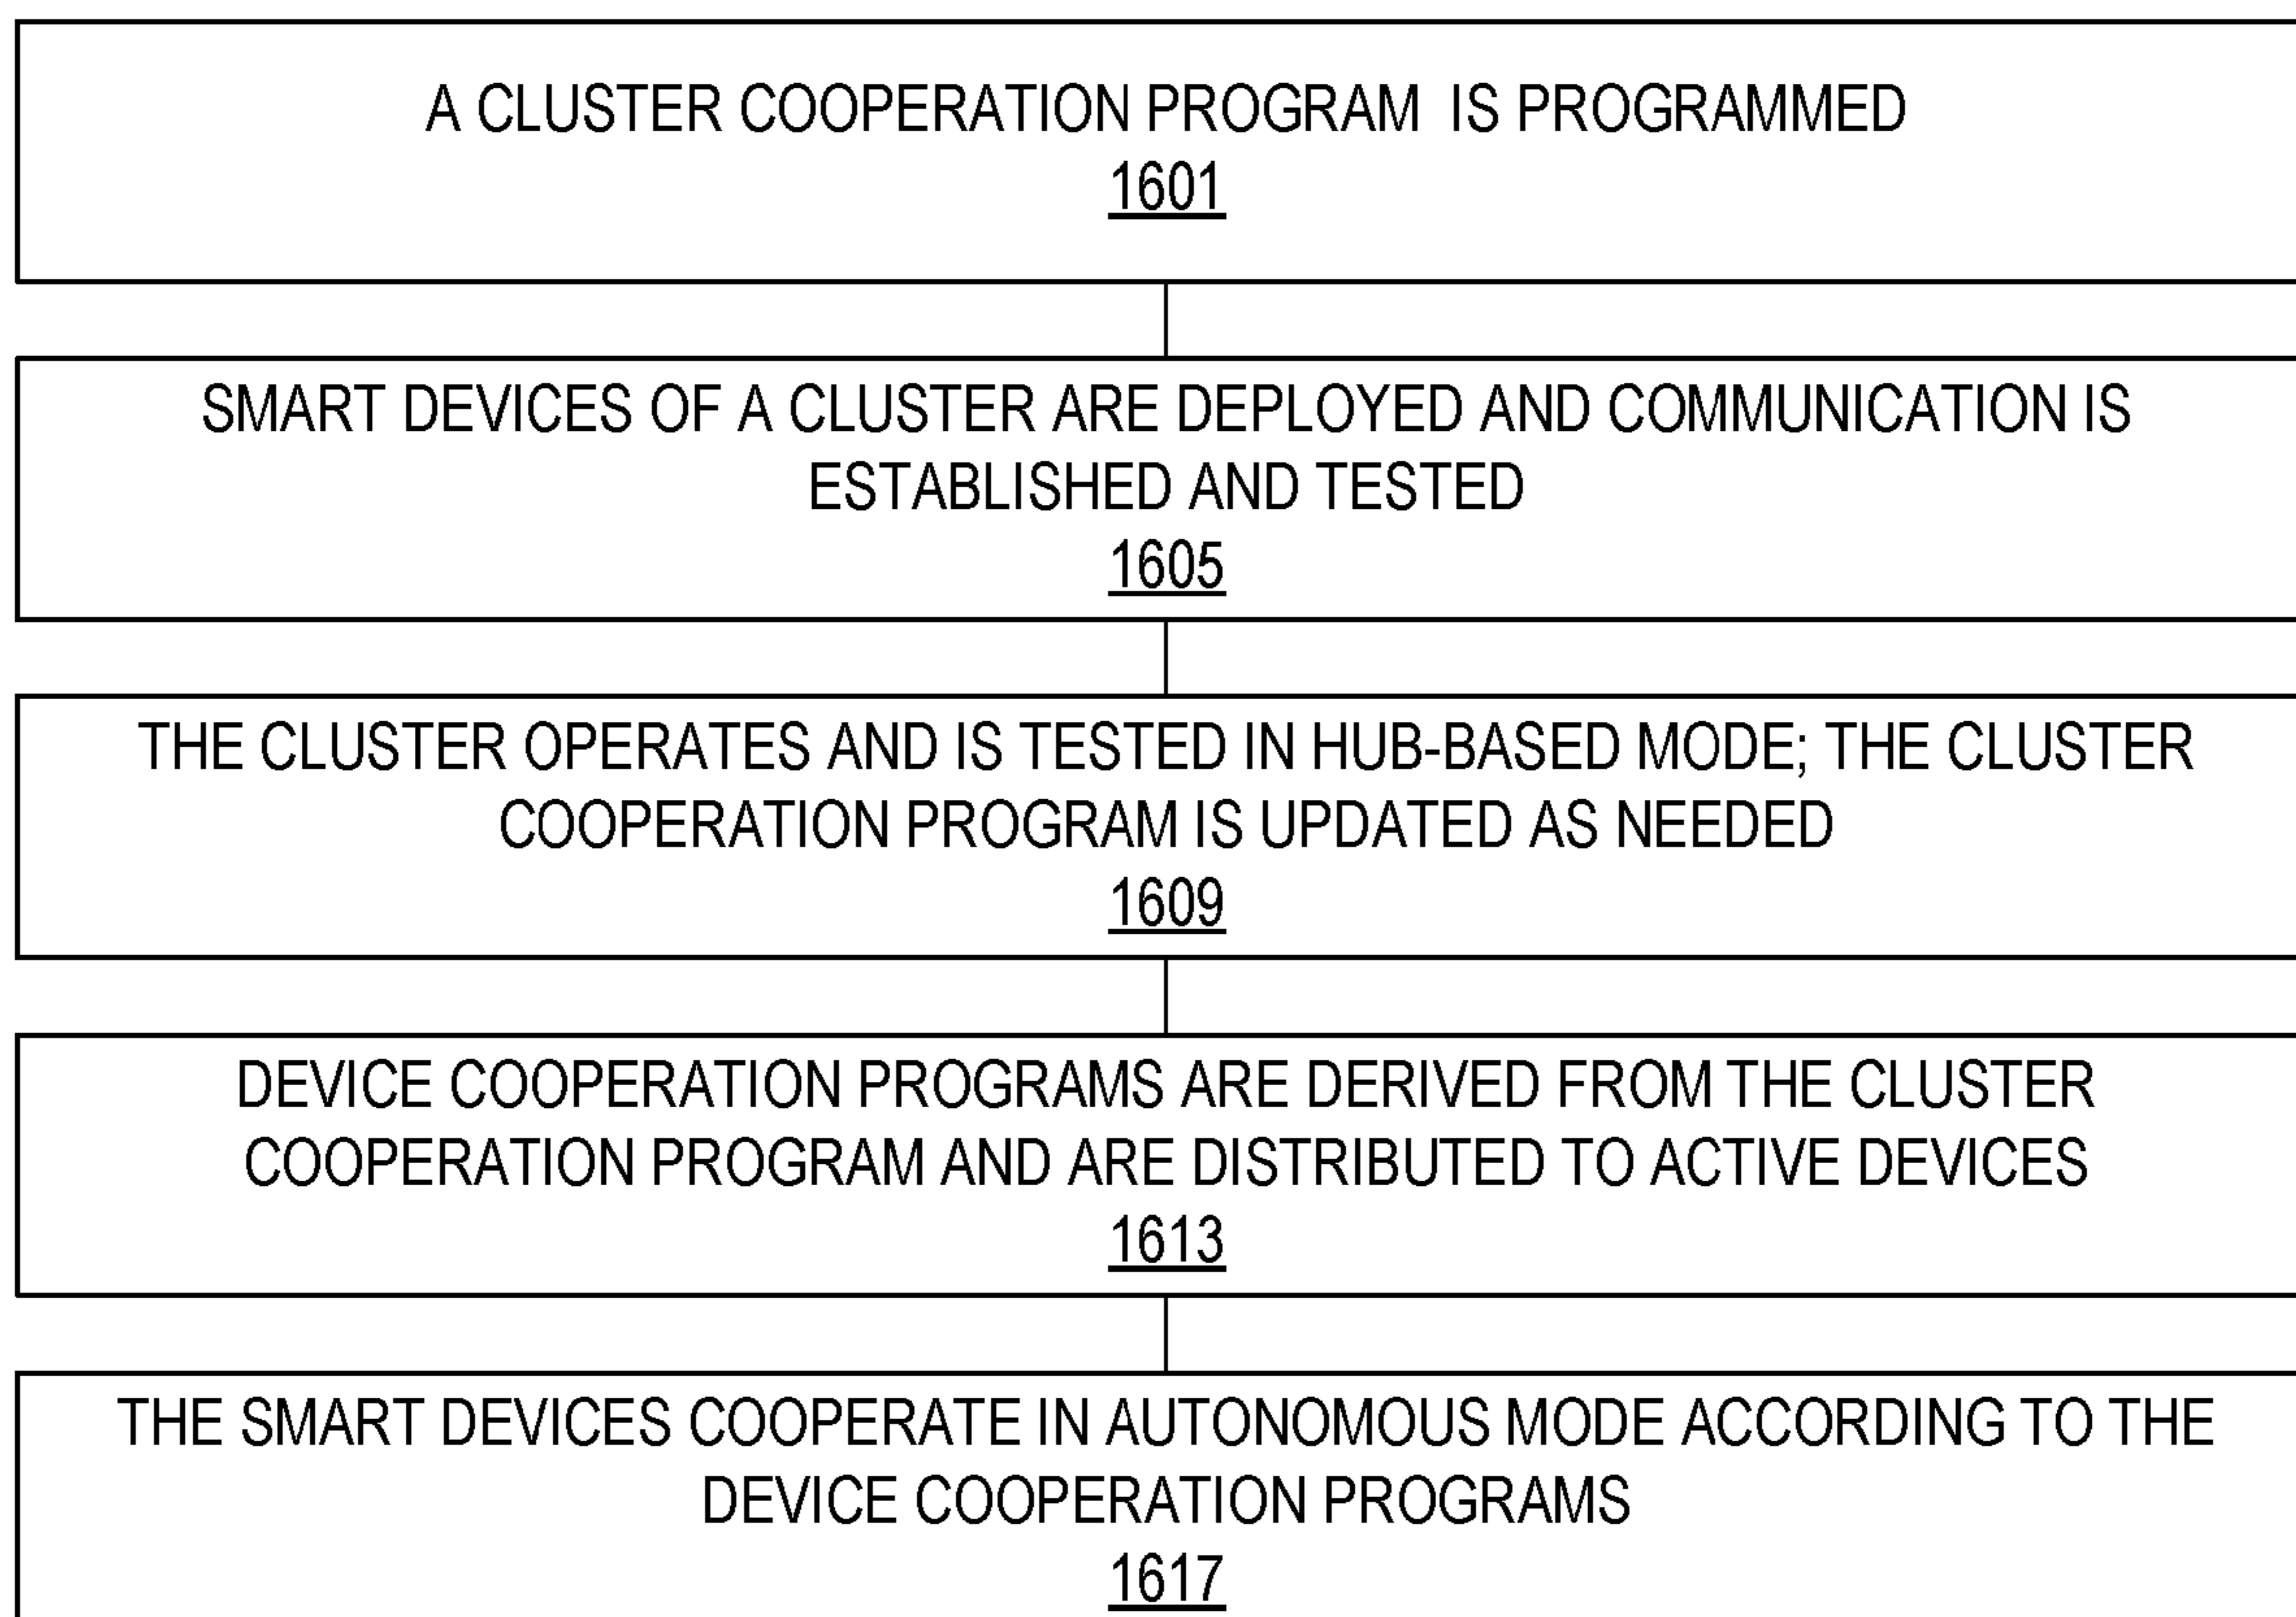 A CLUSTER COOPERATION PROGRAM IS PROGRAMMED
1601
SMART DEVICES OF A CLUSTER ARE DEPLOYED AND COMMUNICATION IS
ESTABLISHED AND TESTED
1605
THE CLUSTER OPERATES AND IS TESTED IN HUB-BASED MODE; THE CLUSTER
COOPERATION PROGRAM IS UPDATED AS NEEDED
1609
DEVICE COOPERATION PROGRAMS ARE DERIVED FROM THE CLUSTER
COOPERATION PROGRAM AND ARE DISTRIBUTED TO ACTIVE DEVICES
1613
THE SMART DEVICES COOPERATE IN AUTONOMOUS MODE ACCORDING TO THE
DEVICE COOPERATION PROGRAMS
1617